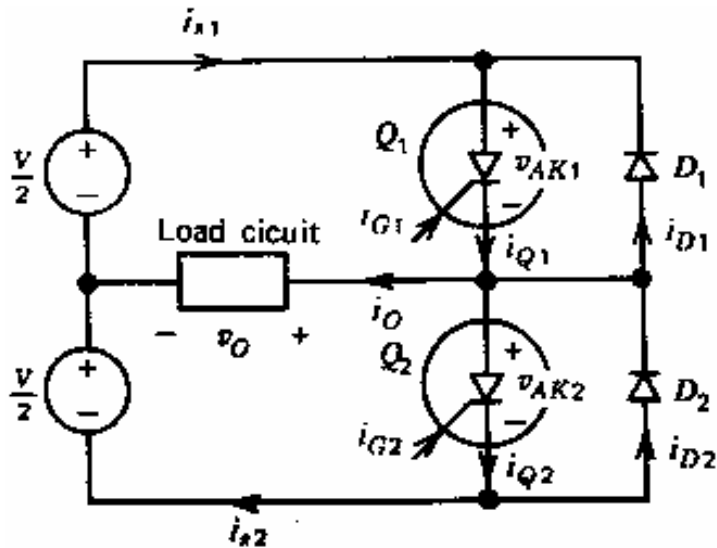 i_{s1}
Q_1
+
v_{AK1}
D_1
V/2
+
−
i_{G1}
−
i_{Q1}
i_{D1}
Load cicuit
− v_O +
i_O
Q_2
+
v_{AK2}
D_2
V/2
+
−
i_{G2}
−
i_{Q2}
i_{D2}
i_{s2}